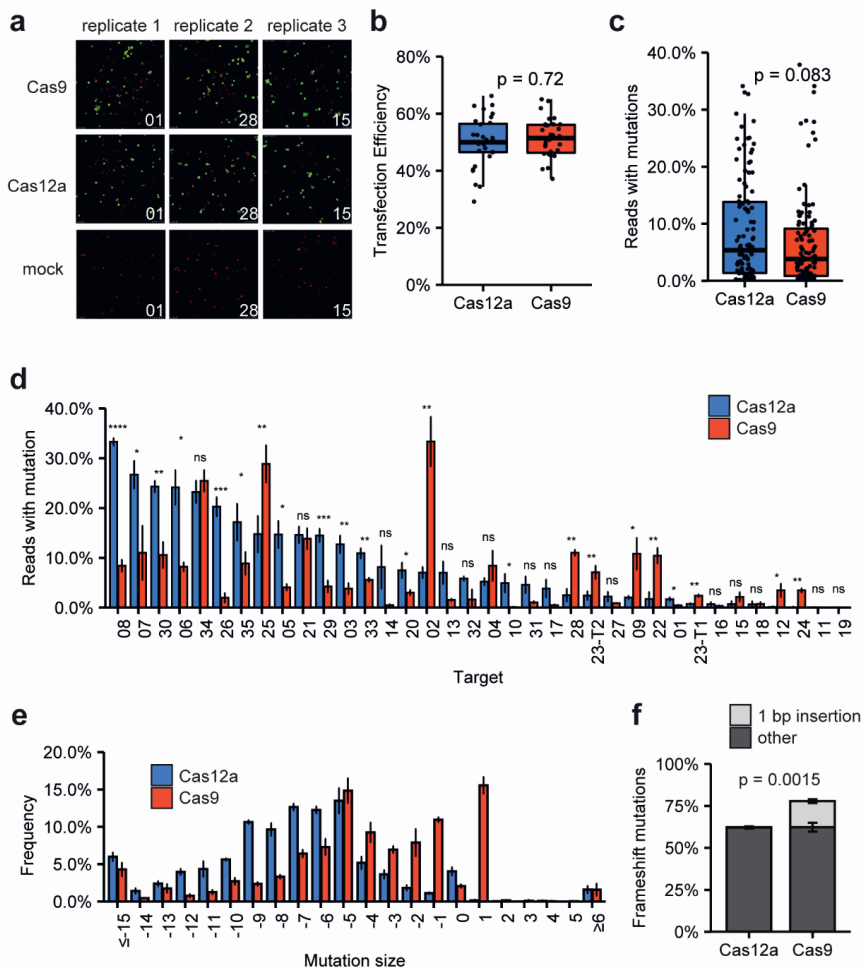 a
replicate 1 replicate 2 replicate 3
Cas9
01 28 15
Cas12a
01 28 15
mock
01 28 15
b
80%
60%
40%
20%
0%
Transfection Efficiency
p = 0.72
Cas12a Cas9
c
40.0%
30.0%
20.0%
10.0%
0.0%
Reads with mutations
p = 0.083
Cas12a Cas9
d
40.0%
30.0%
20.0%
10.0%
0.0%
Reads with mutation
Cas12a
Cas9
**** * ** * ns *** * ** * ns *** ** ** ns * ** ns ns ns * ns ns ** ** ns * ** * ** ns ns ns * ** ns ns
08 07 30 06 34 26 35 25 05 21 29 03 33 14 20 02 13 32 04 10 31 17 28 23-T2 27 09 22 01 23-T1 16 15 18 12 24 11 19
Target
e
20.0%
15.0%
10.0%
5.0%
0.0%
Frequency
Cas12a
Cas9
≤-15 -14 -13 -12 -11 -10 -9 -8 -7 -6 -5 -4 -3 -2 -1 0 1 2 3 4 5 ≥6
Mutation size
f
1 bp insertion
other
100%
75%
50%
25%
0%
Frameshift mutations
p = 0.0015
Cas12a Cas9